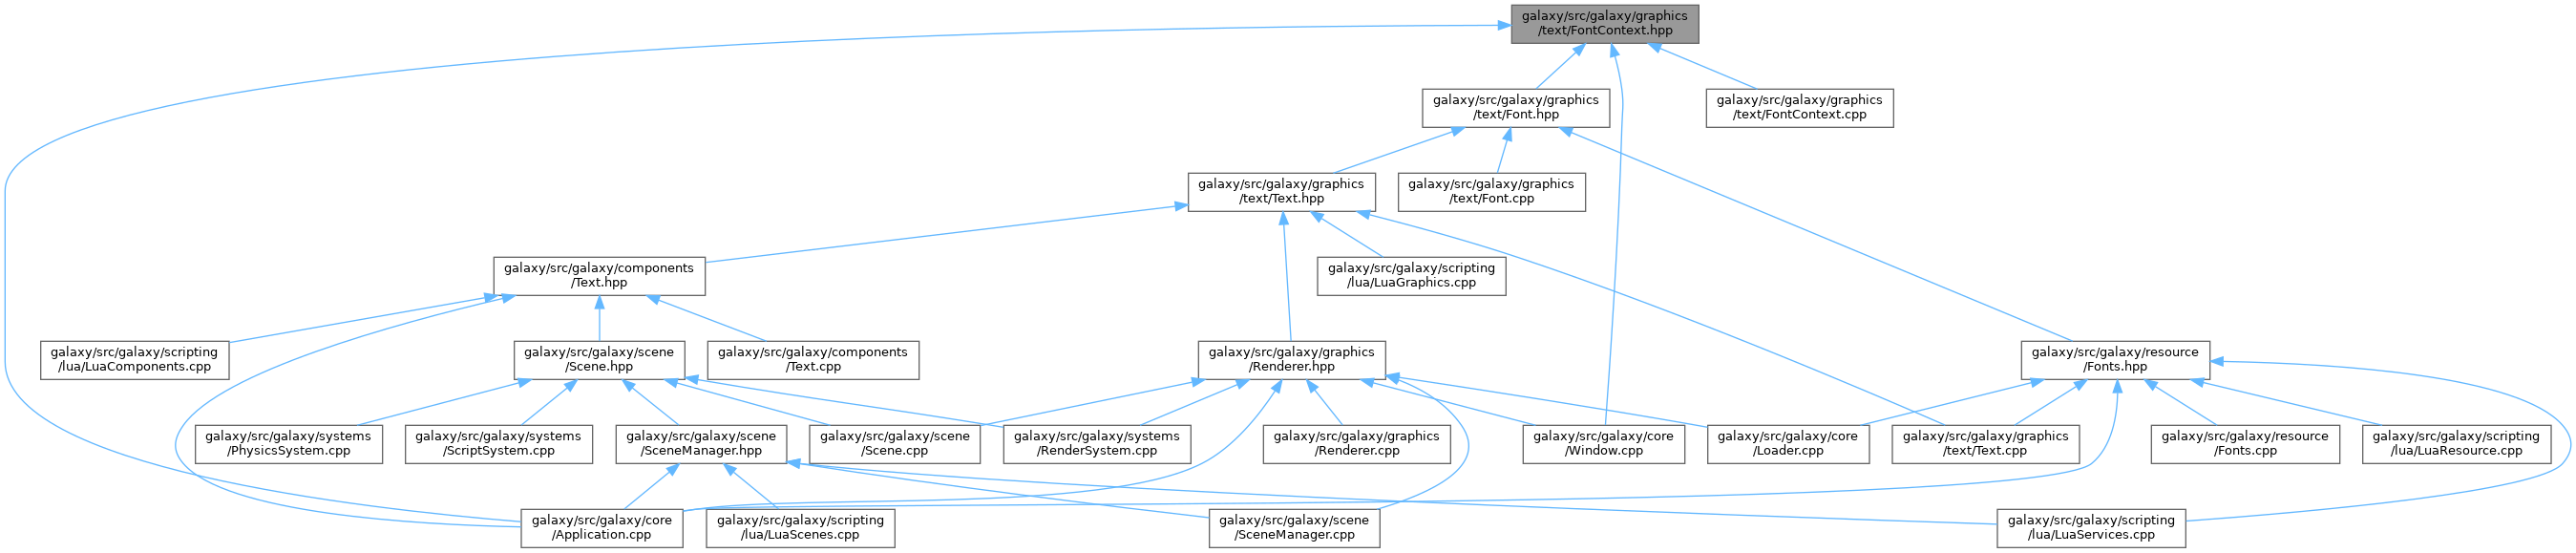 galaxy/src/galaxy/graphics
/text/FontContext.hpp
galaxy/src/galaxy/graphics
/text/Font.hpp
galaxy/src/galaxy/graphics
/text/FontContext.cpp
galaxy/src/galaxy/graphics
/text/Text.hpp
galaxy/src/galaxy/graphics
/text/Font.cpp
galaxy/src/galaxy/components
/Text.hpp
galaxy/src/galaxy/scripting
/lua/LuaGraphics.cpp
galaxy/src/galaxy/scripting
/lua/LuaComponents.cpp
galaxy/src/galaxy/scene
/Scene.hpp
galaxy/src/galaxy/components
/Text.cpp
galaxy/src/galaxy/graphics
/Renderer.hpp
galaxy/src/galaxy/resource
/Fonts.hpp
galaxy/src/galaxy/systems
/PhysicsSystem.cpp
galaxy/src/galaxy/systems
/ScriptSystem.cpp
galaxy/src/galaxy/scene
/SceneManager.hpp
galaxy/src/galaxy/scene
/Scene.cpp
galaxy/src/galaxy/systems
/RenderSystem.cpp
galaxy/src/galaxy/graphics
/Renderer.cpp
galaxy/src/galaxy/core
/Window.cpp
galaxy/src/galaxy/core
/Loader.cpp
galaxy/src/galaxy/graphics
/text/Text.cpp
galaxy/src/galaxy/resource
/Fonts.cpp
galaxy/src/galaxy/scripting
/lua/LuaResource.cpp
galaxy/src/galaxy/core
/Application.cpp
galaxy/src/galaxy/scripting
/lua/LuaScenes.cpp
galaxy/src/galaxy/scene
/SceneManager.cpp
galaxy/src/galaxy/scripting
/lua/LuaServices.cpp